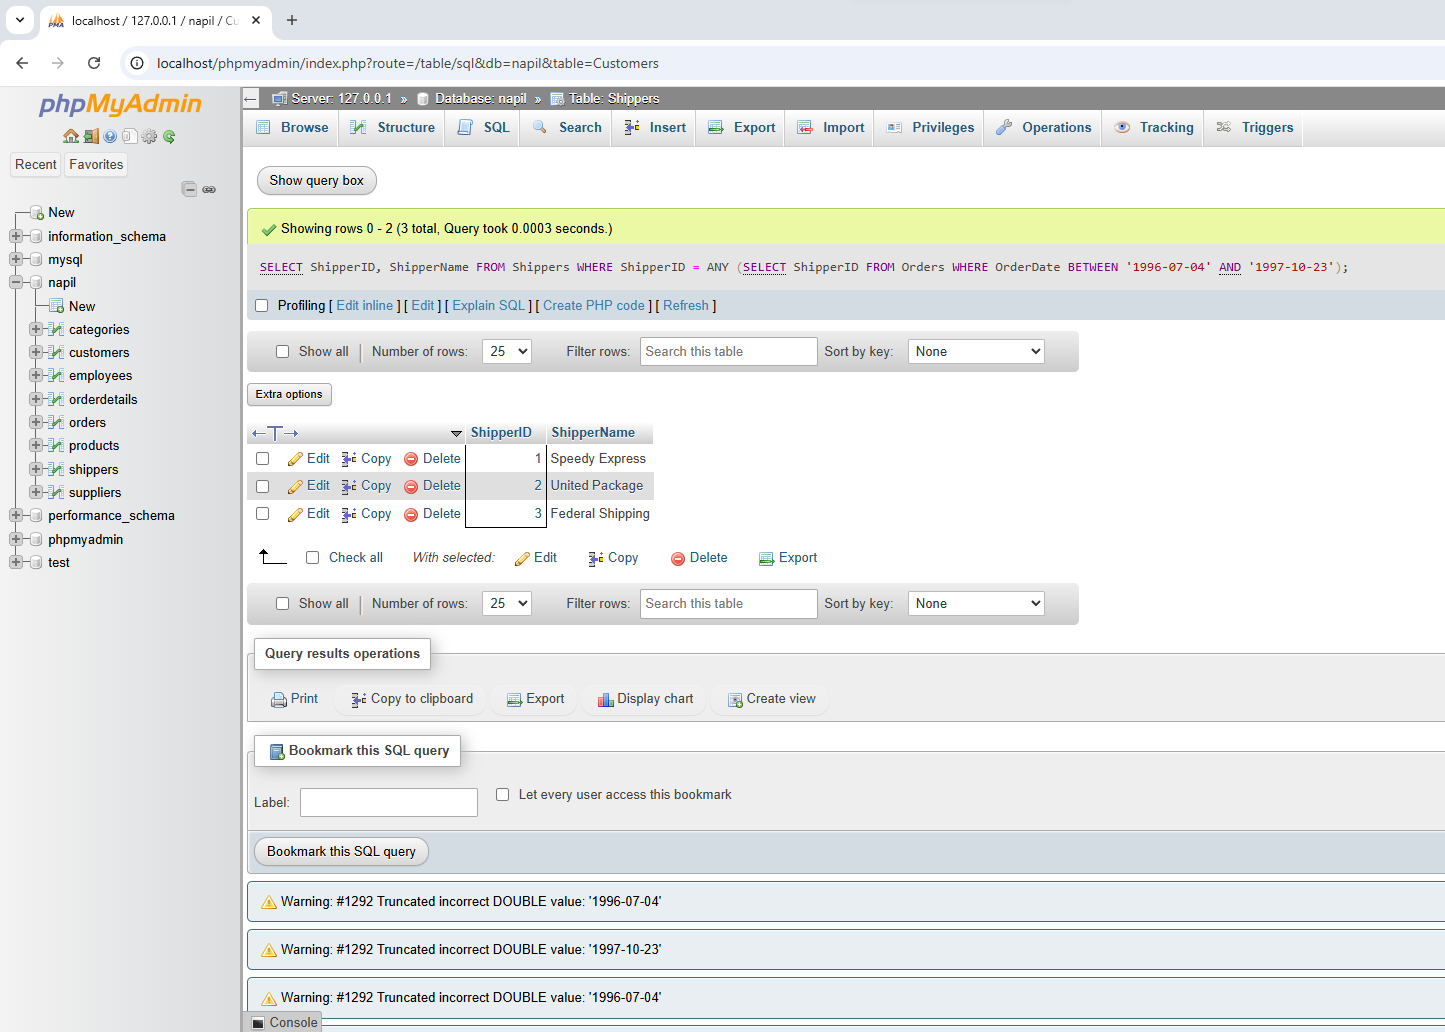 localhost / 127.0.0.1 / napil / Cu
localhost/phpmyadmin/index.php?route=/table/sql&db=napil&table=Customers
phpMyAdmin
Recent Favorites
New
information_schema
mysql
napil
New
categories
customers
employees
orderdetails
orders
products
shippers
suppliers
performance_schema
phpmyadmin
test
Server: 127.0.0.1 » Database: napil » Table: Shippers
Browse Structure SQL Search Insert Export Import Privileges Operations Tracking Triggers
Show query box
Showing rows 0 - 2 (3 total, Query took 0.0003 seconds.)
SELECT ShipperID, ShipperName FROM Shippers WHERE ShipperID = ANY (SELECT ShipperID FROM Orders WHERE OrderDate BETWEEN '1996-07-04' AND '1997-10-23');
Profiling [ Edit inline ] [ Edit ] [ Explain SQL ] [ Create PHP code ] [ Refresh ]
Show all Number of rows: 25 Filter rows: Search this table Sort by key: None
Extra options
ShipperID ShipperName
Edit Copy Delete 1 Speedy Express
Edit Copy Delete 2 United Package
Edit Copy Delete 3 Federal Shipping
Check all With selected: Edit Copy Delete Export
Show all Number of rows: 25 Filter rows: Search this table Sort by key: None
Query results operations
Print Copy to clipboard Export Display chart Create view
Bookmark this SQL query
Label: Let every user access this bookmark
Bookmark this SQL query
Warning: #1292 Truncated incorrect DOUBLE value: '1996-07-04'
Warning: #1292 Truncated incorrect DOUBLE value: '1997-10-23'
Warning: #1292 Truncated incorrect DOUBLE value: '1996-07-04'
Console